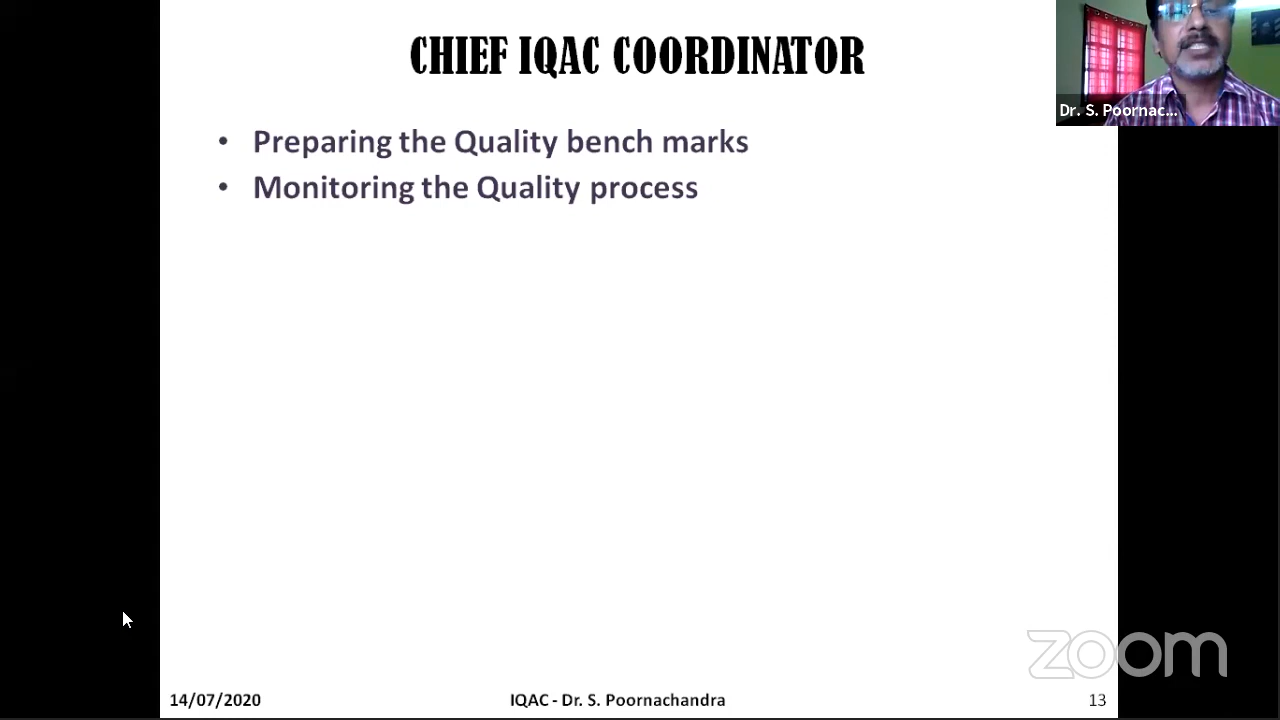 CHIEF IQAC COORDINATOR
Dr. S. Poornac...
• Preparing the Quality bench marks
• Monitoring the Quality process
zoom
14/07/2020
IQAC - Dr. S. Poornachandra
13